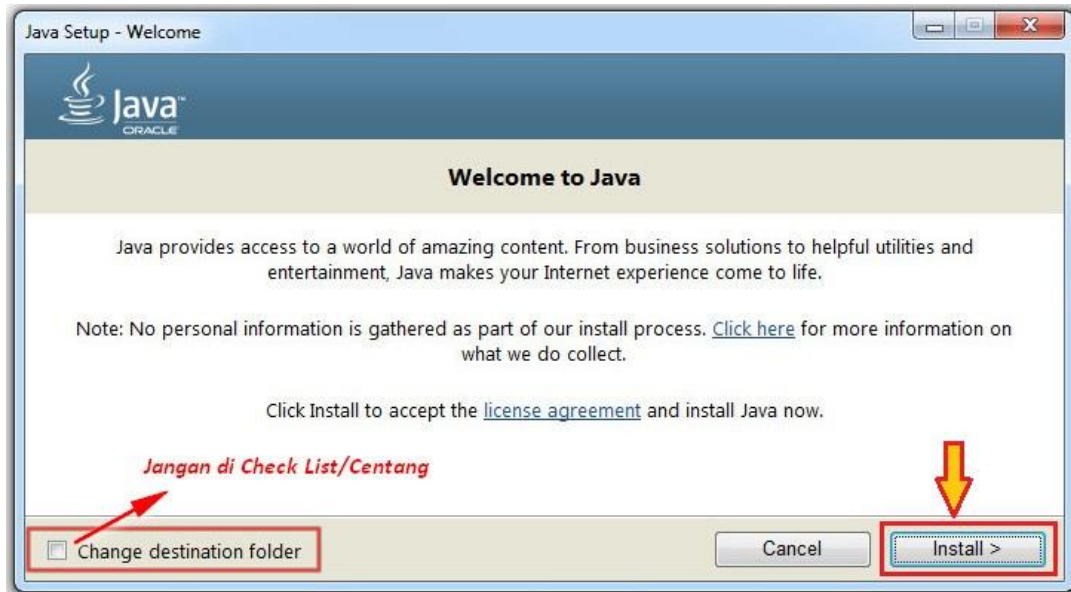 Java Setup - Welcome
Java™
ORACLE
Welcome to Java
Java provides access to a world of amazing content. From business solutions to helpful utilities and
entertainment, Java makes your Internet experience come to life.
Note: No personal information is gathered as part of our install process. Click here for more information on
what we do collect.
Click Install to accept the license agreement and install Java now.
Jangan di Check List/Centang
Change destination folder
Cancel
Install >